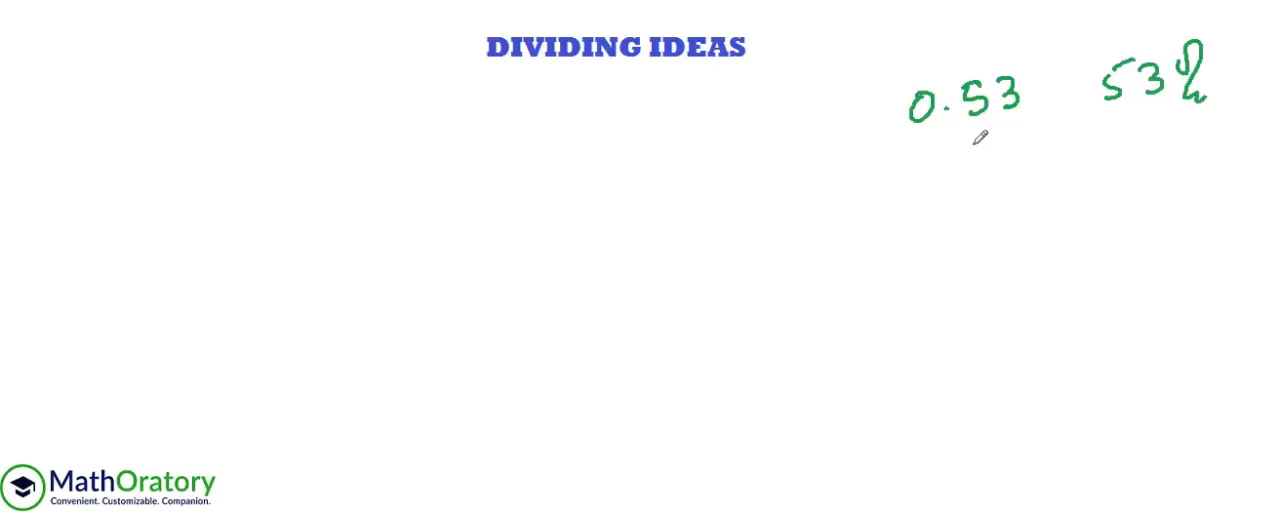 DIVIDING IDEAS
0.53 53%
MathOratory
Convenient. Customizable. Companion.